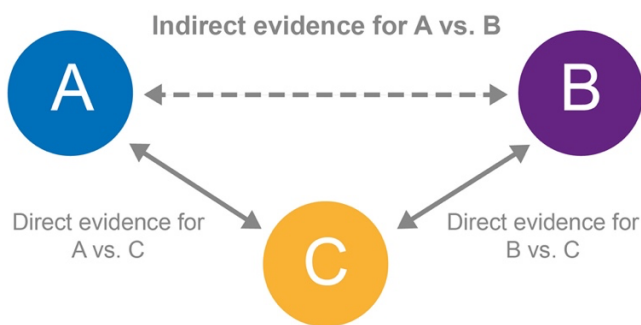 Indirect evidence for A vs. B
A
B
Direct evidence for
A vs. C
C
Direct evidence for
B vs. C